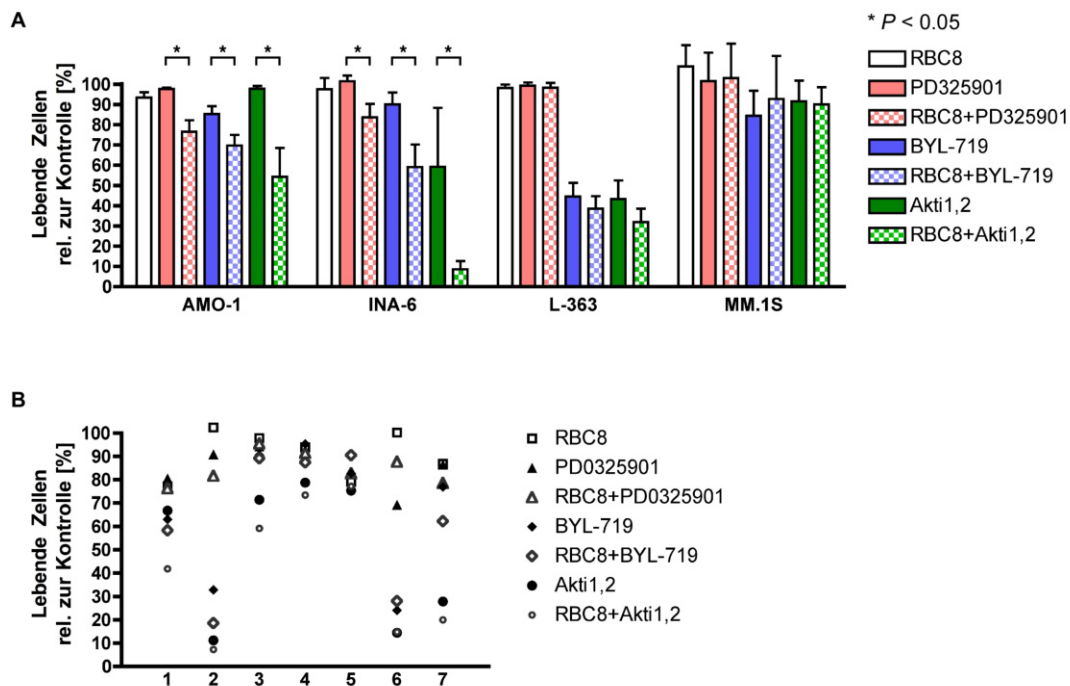 A
* P < 0.05
RBC8
PD325901
RBC8+PD325901
BYL-719
RBC8+BYL-719
Akti1,2
RBC8+Akti1,2
Lebende Zellen
rel. zur Kontrolle [%]
100
90
80
70
60
50
40
30
20
10
0
* * * * * *
AMO-1 INA-6 L-363 MM.1S
B
Lebende Zellen
rel. zur Kontrolle [%]
100
90
80
70
60
50
40
30
20
10
0
1 2 3 4 5 6 7
RBC8
PD0325901
RBC8+PD0325901
BYL-719
RBC8+BYL-719
Akti1,2
RBC8+Akti1,2